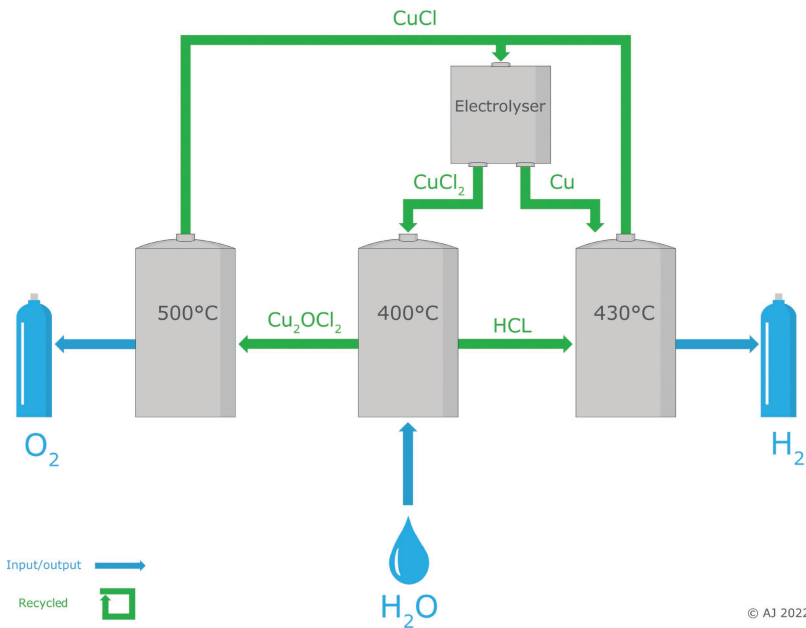 CuCl
Electrolyser
CuCl₂
Cu
500°C
400°C
430°C
Cu₂OCl₂
HCL
O₂
H₂
Input/output
H₂O
Recycled
© AJ 2022